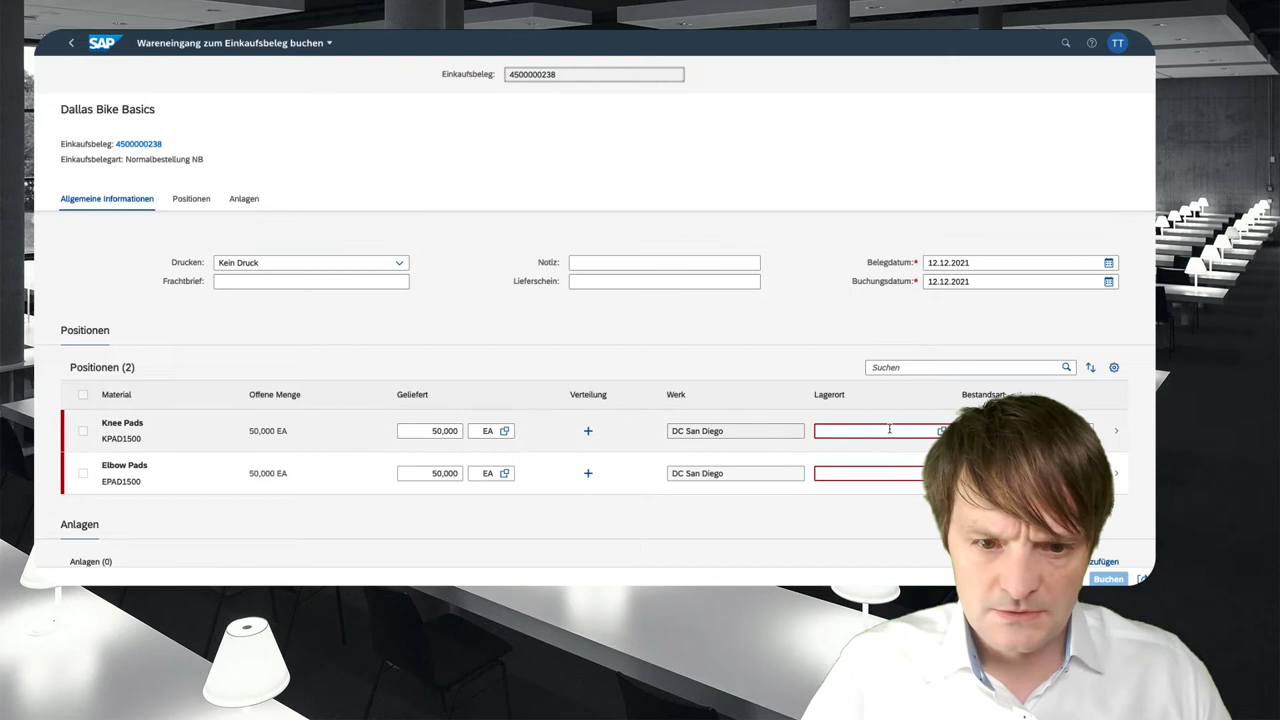 SAP Wareneingang zum Einkaufsbeleg buchen TT
Einkaufsbeleg: 4500000238
Dallas Bike Basics
Einkaufsbeleg: 4500000238
Einkaufsbelegart: Normalbestellung NB
Allgemeine Informationen Positionen Anlagen
Drucken: Kein Druck Notiz: Belegdatum:* 12.12.2021
Frachtbrief: Lieferschein: Buchungsdatum:* 12.12.2021
Positionen
Positionen (2) Suchen
Material Offene Menge Geliefert Verteilung Werk Lagerort Bestandsart
Knee Pads 50,000 EA 50,000 EA + DC San Diego
KPAD1500
Elbow Pads 50,000 EA 50,000 EA + DC San Diego
EPAD1500
Anlagen
Anlagen (0) zufügen
Buchen